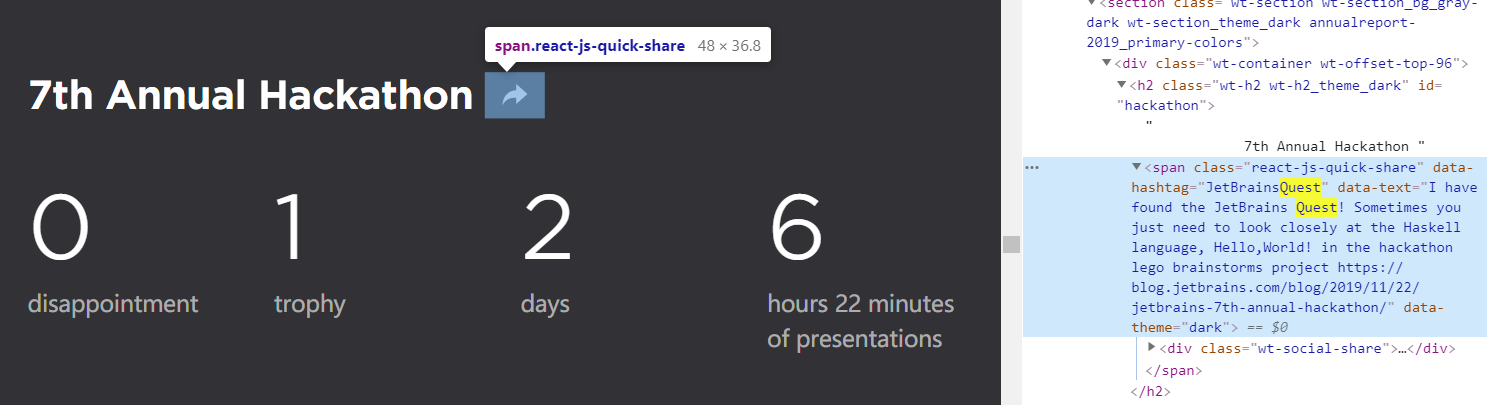 span.react-js-quick-share 48 × 36.8
7th Annual Hackathon
0
disappointment
1
trophy
2
days
6
hours 22 minutes
of presentations
▼<section class="wt-section wt-section_bg_gray-
dark wt-section_theme_dark annualreport-
2019_primary-colors">
▼<div class="wt-container wt-offset-top-96">
▼<h2 class="wt-h2 wt-h2_theme_dark" id=
"hackathon">
"
7th Annual Hackathon "
… ▼<span class="react-js-quick-share" data-
hashtag="JetBrainsQuest" data-text="I have
found the JetBrains Quest! Sometimes you
just need to look closely at the Haskell
language, Hello,World! in the hackathon
lego brainstorms project https://
blog.jetbrains.com/blog/2019/11/22/
jetbrains-7th-annual-hackathon/" data-
theme="dark"> == $0
▶<div class="wt-social-share">…</div>
</span>
</h2>